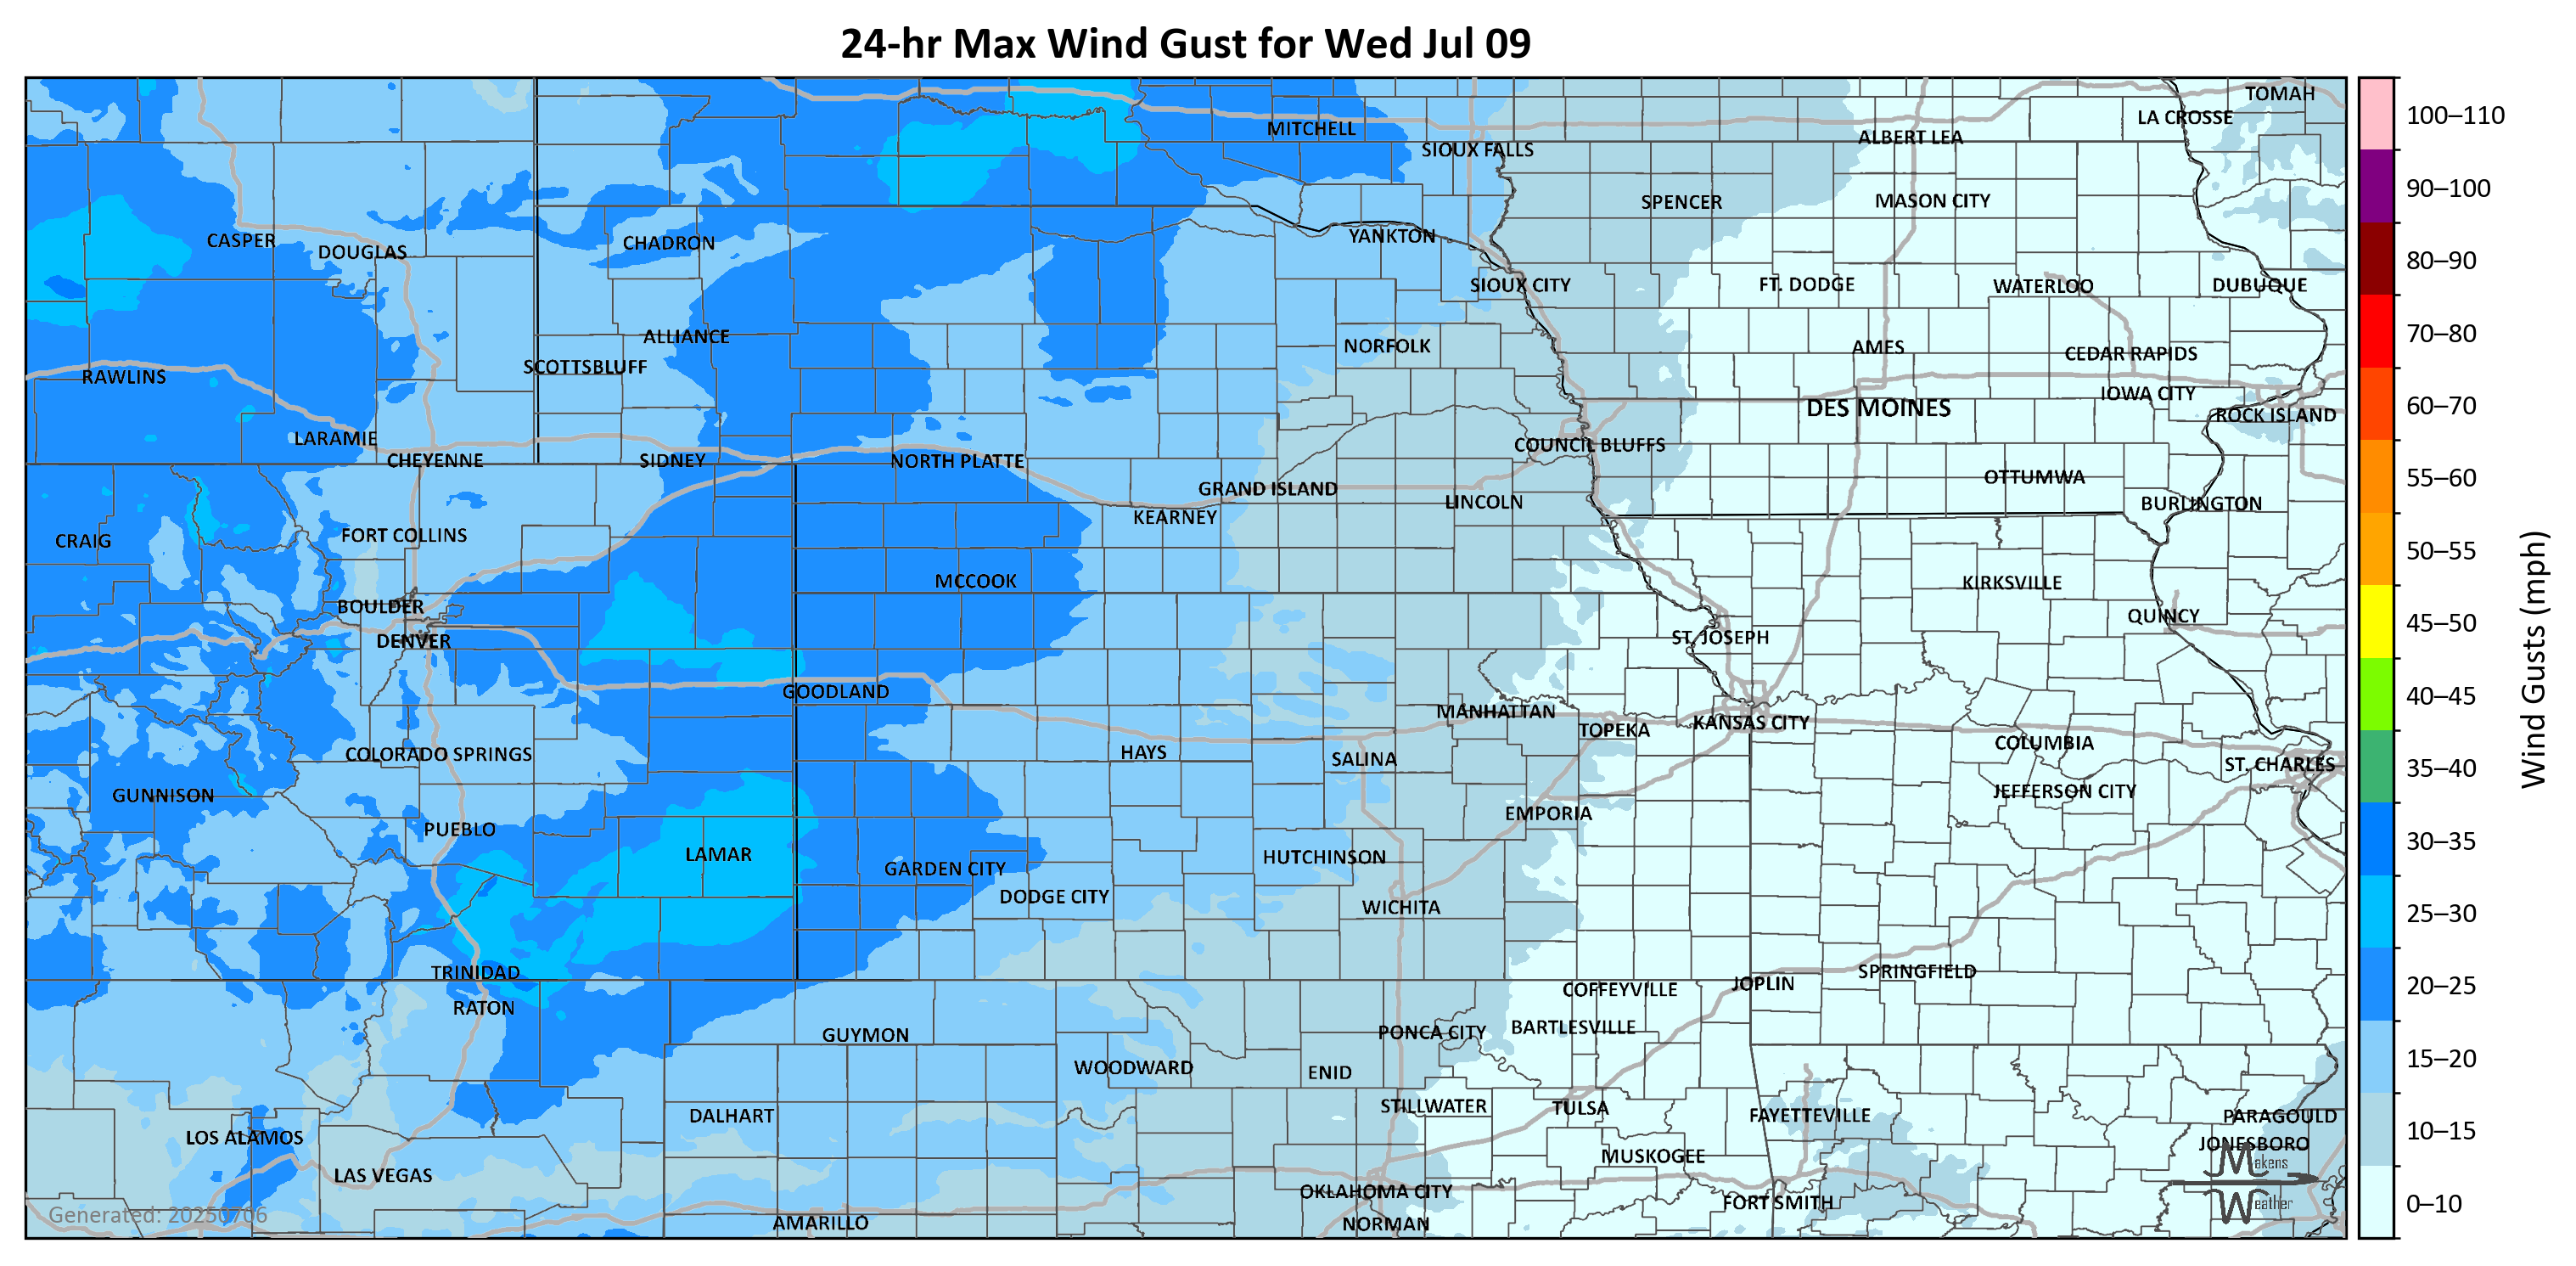 24-hr Max Wind Gust for Wed Jul 09
TOMAH
LA CROSSE
MITCHELL
ALBERT LEA
SIOUX FALLS
SPENCER
MASON CITY
CASPER
DOUGLAS
CHADRON
YANKTON
SIOUX CITY
FT. DODGE
WATERLOO
DUBUQUE
ALLIANCE
NORFOLK
AMES
CEDAR RAPIDS
SCOTTSBLUFF
RAWLINS
IOWA CITY
DES MOINES
ROCK ISLAND
LARAMIE
COUNCIL BLUFFS
CHEYENNE
SIDNEY
NORTH PLATTE
OTTUMWA
GRAND ISLAND
LINCOLN
BURLINGTON
KEARNEY
FORT COLLINS
CRAIG
MCCOOK
KIRKSVILLE
BOULDER
QUINCY
DENVER
ST. JOSEPH
GOODLAND
MANHATTAN
KANSAS CITY
TOPEKA
COLUMBIA
COLORADO SPRINGS
HAYS
SALINA
ST. CHARLES
GUNNISON
JEFFERSON CITY
EMPORIA
PUEBLO
LAMAR
HUTCHINSON
GARDEN CITY
DODGE CITY
WICHITA
TRINIDAD
SPRINGFIELD
JOPLIN
COFFEYVILLE
RATON
BARTLESVILLE
PONCA CITY
GUYMON
WOODWARD
ENID
STILLWATER
TULSA
DALHART
FAYETTEVILLE
PARAGOULD
LOS ALAMOS
JONESBORO
MUSKOGEE
LAS VEGAS
OKLAHOMA CITY
FORT SMITH
AMARILLO
NORMAN
Generated: 20250706
Makens
Weather
100–110
90–100
80–90
70–80
60–70
55–60
50–55
45–50
40–45
35–40
30–35
25–30
20–25
15–20
10–15
0–10
Wind Gusts (mph)